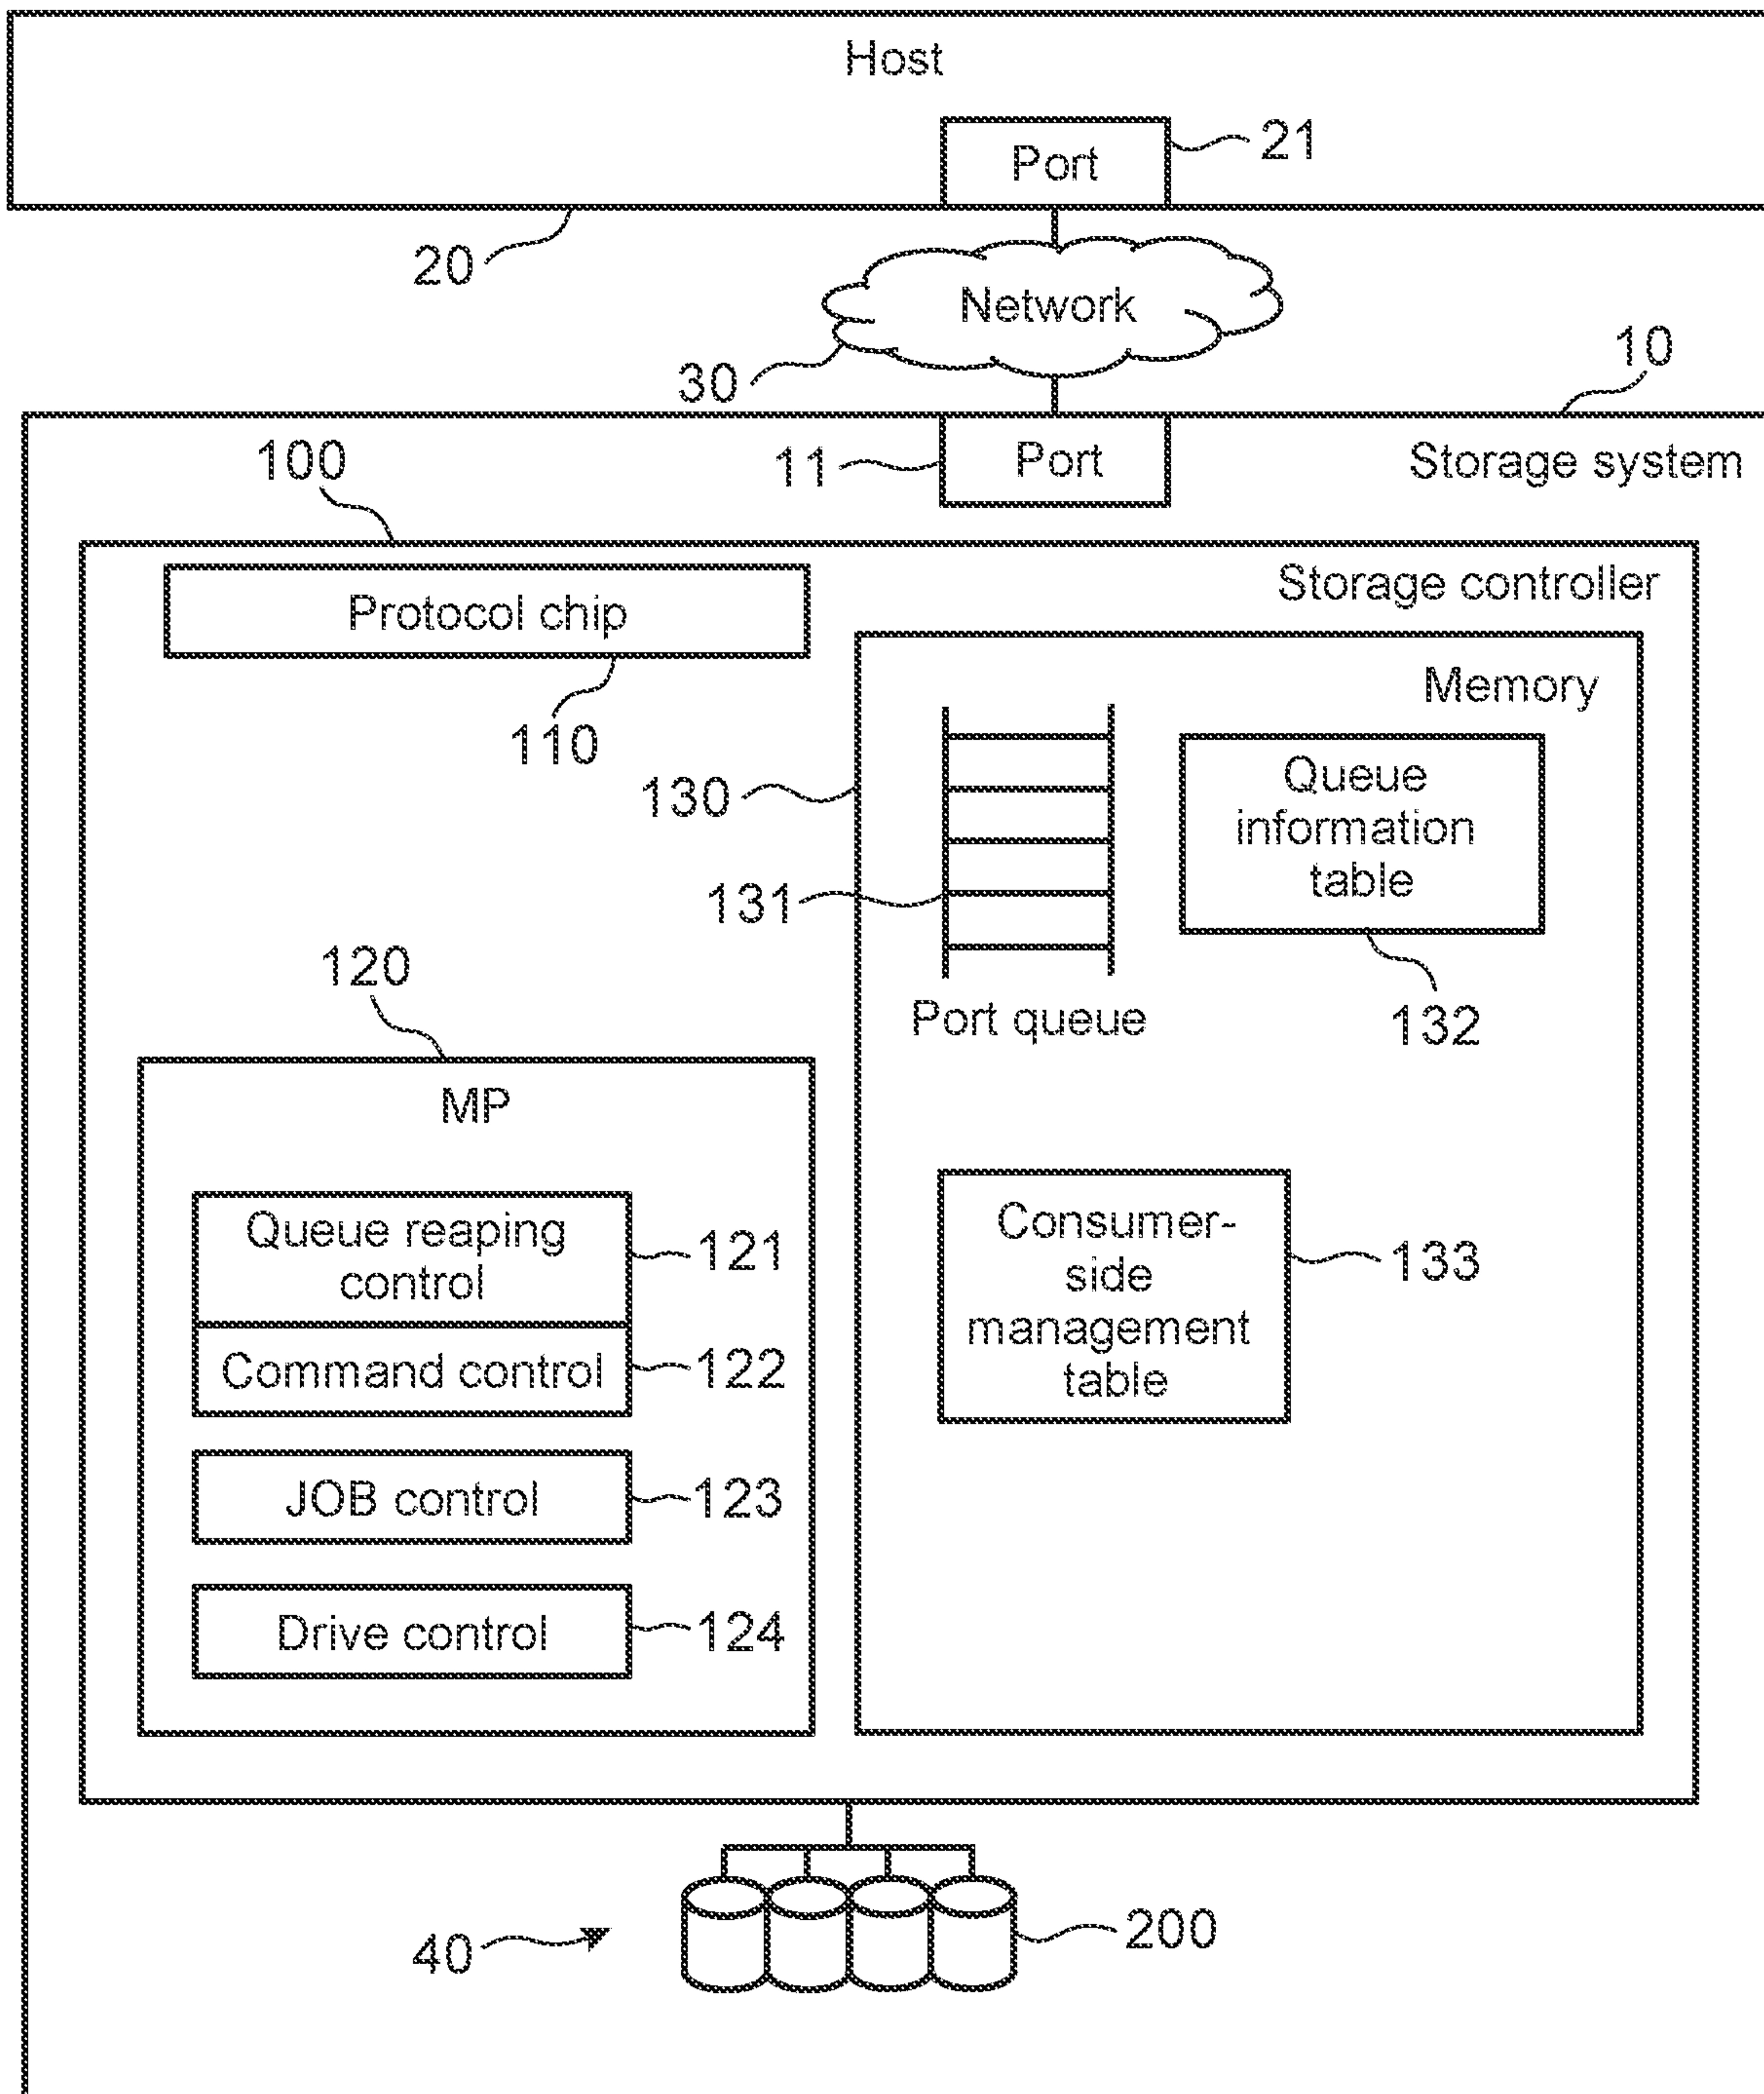 Host
Port
21
20
Network
30
10
11
Port
Storage system
100
Storage controller
Protocol chip
110
Memory
130
Queue
information
table
131
132
Port queue
120
MP
Queue reaping
control
121
Command control
122
JOB control
123
Drive control
124
Consumer-
side
management
table
133
40
200